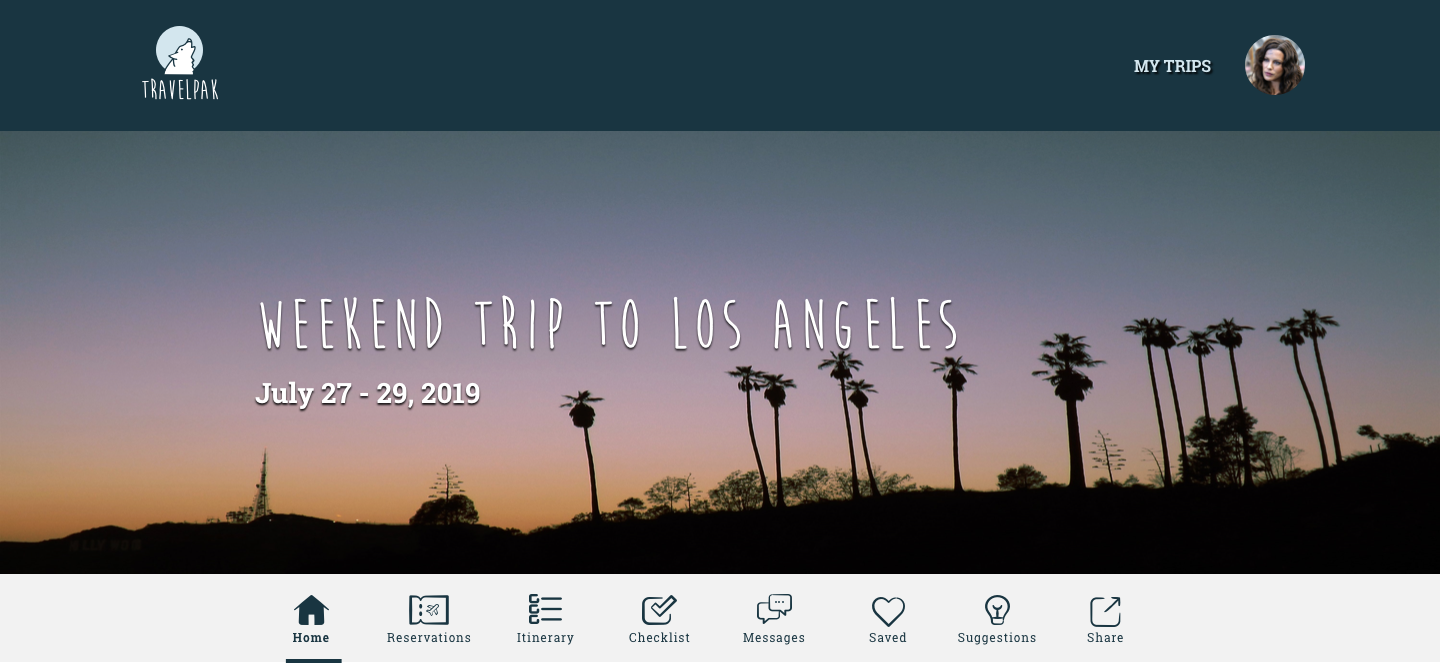 TRAVELPAK
MY TRIPS
WEEKEND TRIP TO LOS ANGELES
July 27 - 29, 2019
Home
Reservations
Itinerary
Checklist
Messages
Saved
Suggestions
Share